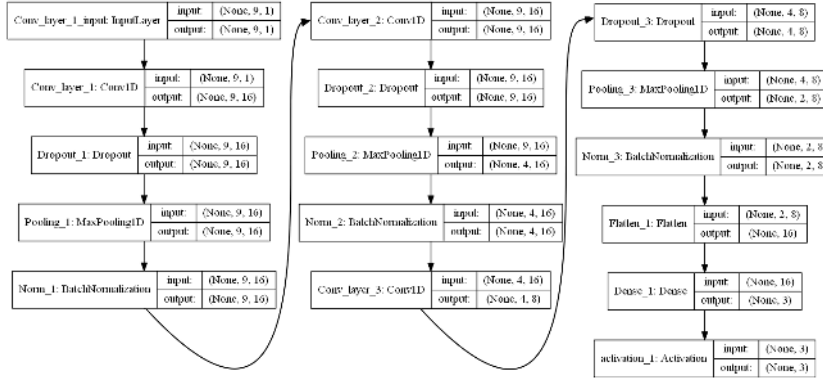 Conv_layer_1_input: InputLayer
input: (None, 9, 1)
output: (None, 9, 1)
Conv_layer_1: Conv1D
input: (None, 9, 1)
output: (None, 9, 16)
Dropout_1: Dropout
input: (None, 9, 16)
output: (None, 9, 16)
Pooling_1: MaxPooling1D
input: (None, 9, 16)
output: (None, 9, 16)
Norm_1: BatchNormalization
input: (None, 9, 16)
output: (None, 9, 16)
Conv_layer_2: Conv1D
input: (None, 9, 16)
output: (None, 9, 16)
Dropout_2: Dropout
input: (None, 9, 16)
output: (None, 9, 16)
Pooling_2: MaxPooling1D
input: (None, 9, 16)
output: (None, 4, 16)
Norm_2: BatchNormalization
input: (None, 4, 16)
output: (None, 4, 16)
Conv_layer_3: Conv1D
input: (None, 4, 16)
output: (None, 4, 8)
Dropout_3: Dropout
input: (None, 4, 8)
output: (None, 4, 8)
Pooling_3: MaxPooling1D
input: (None, 4, 8)
output: (None, 2, 8)
Norm_3: BatchNormalization
input: (None, 2, 8)
output: (None, 2, 8)
Flatten_1: Flatten
input: (None, 2, 8)
output: (None, 16)
Dense_1: Dense
input: (None, 16)
output: (None, 3)
activation_1: Activation
input: (None, 3)
output: (None, 3)